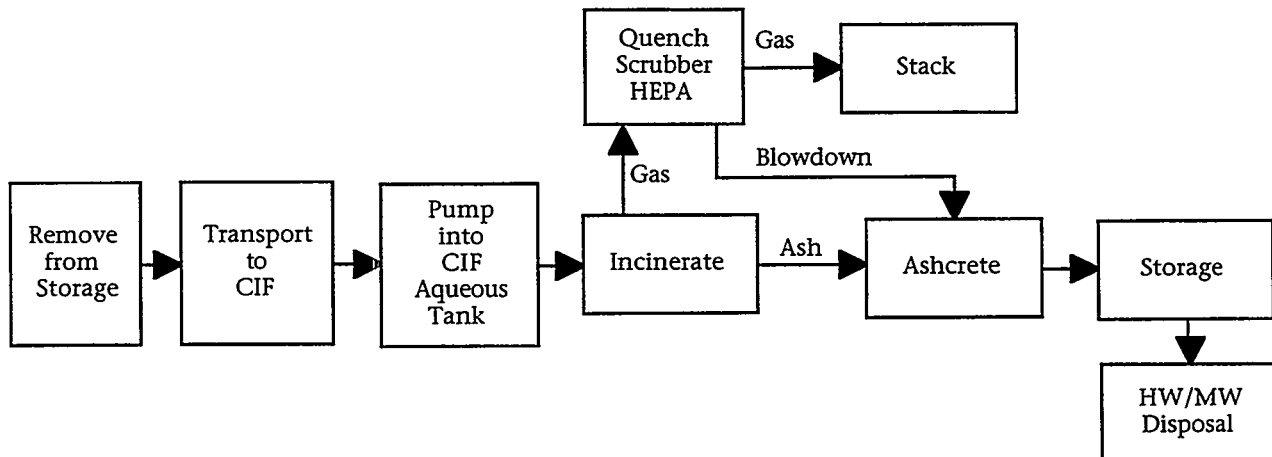 Remove
from
Storage
Transport
to
CIF
Pump
into
CIF
Aqueous
Tank
Incinerate
Gas
Quench
Scrubber
HEPA
Gas
Stack
Blowdown
Ash
Ashcrete
Storage
HW/MW
Disposal